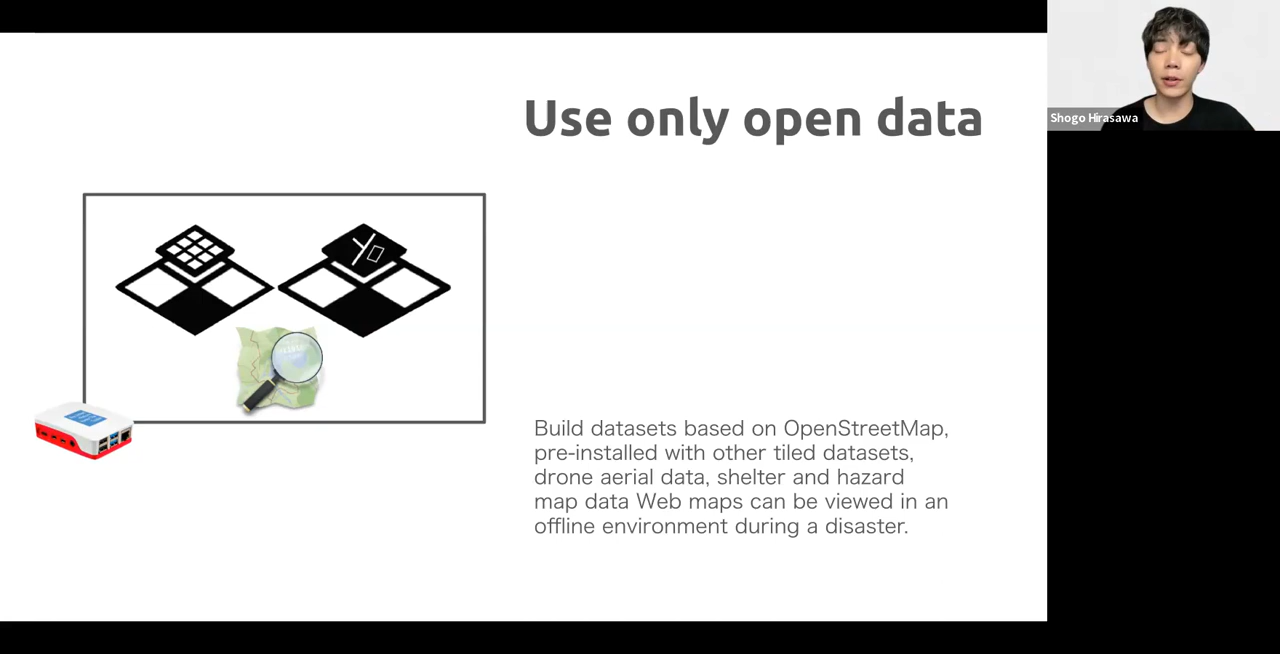 Use only open data
Shogo Hirasawa
Build datasets based on OpenStreetMap,
pre-installed with other tiled datasets,
drone aerial data, shelter and hazard
map data Web maps can be viewed in an
offline environment during a disaster.